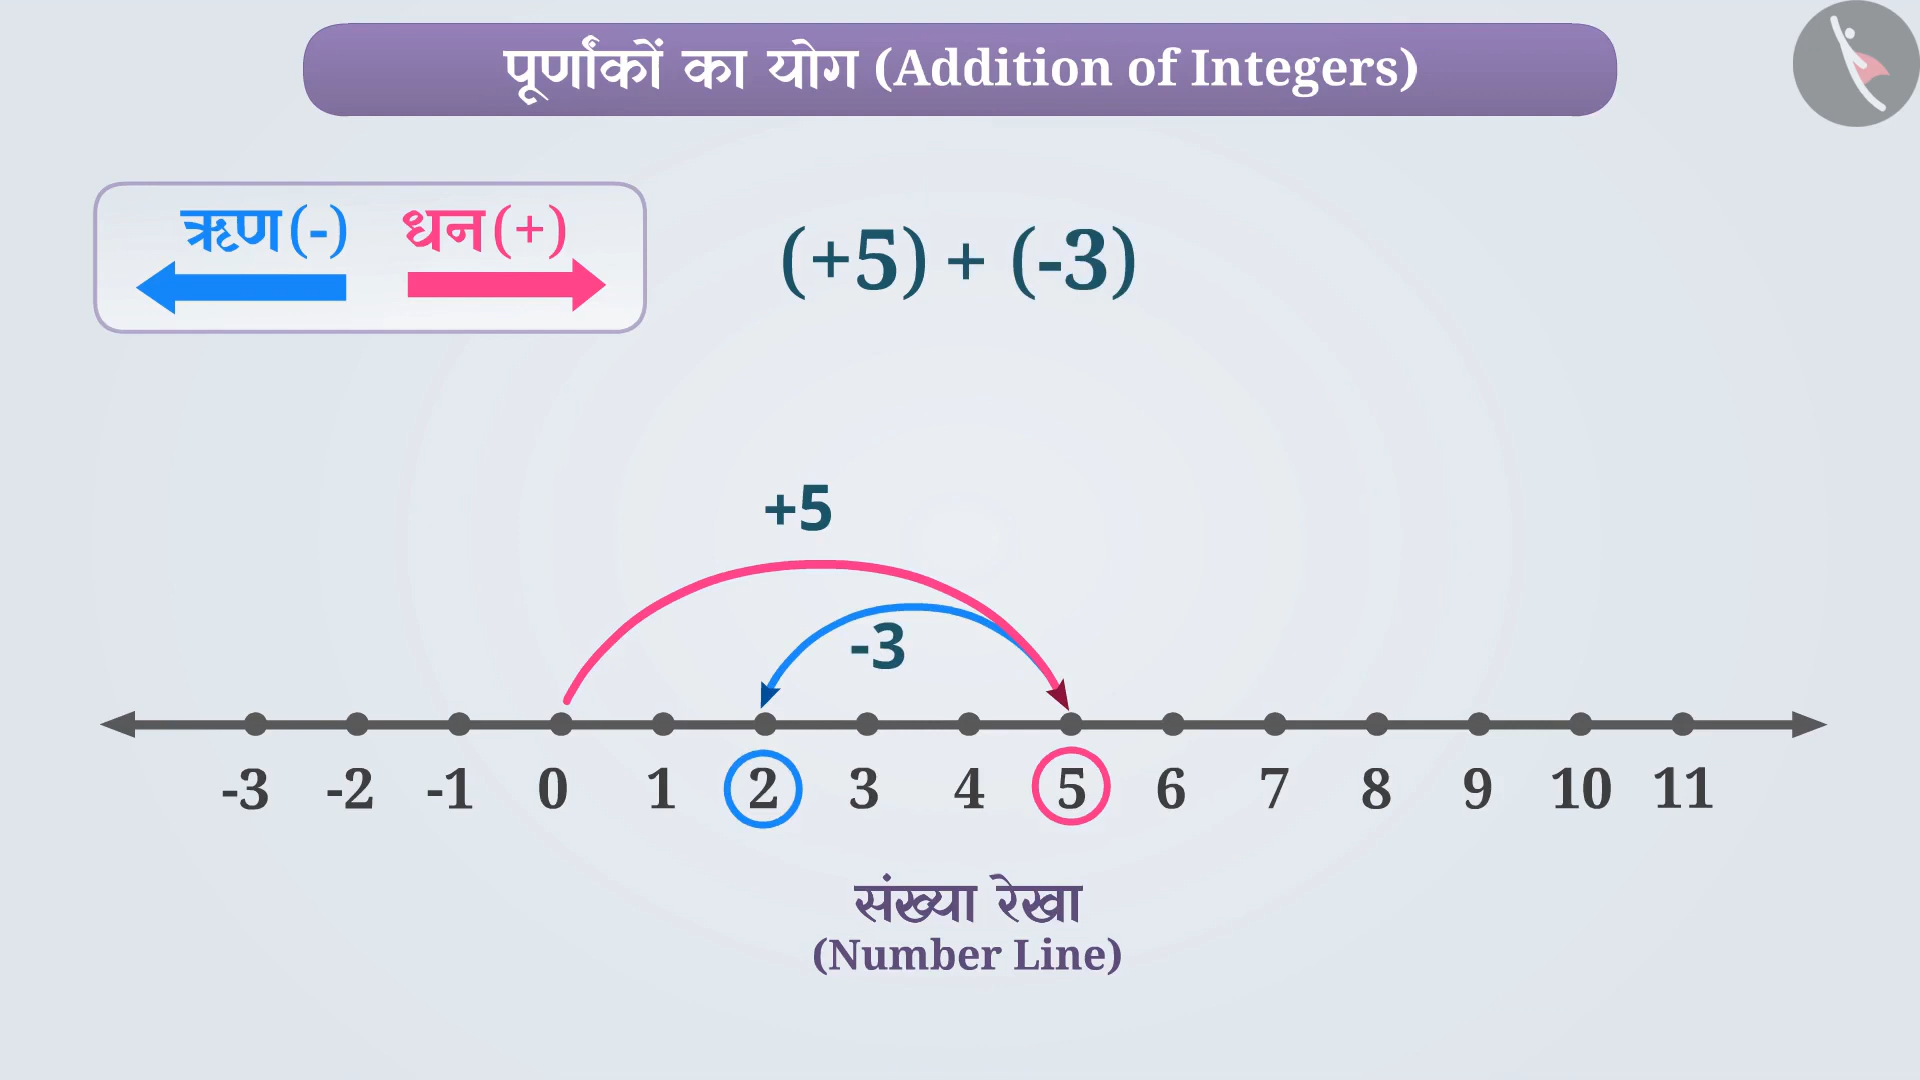 पूर्णांकों का योग (Addition of Integers)
ऋण (-) धन (+)
(+5) + (-3)
+5
-3
-3 -2 -1 0 1 2 3 4 5 6 7 8 9 10 11
संख्या रेखा
(Number Line)